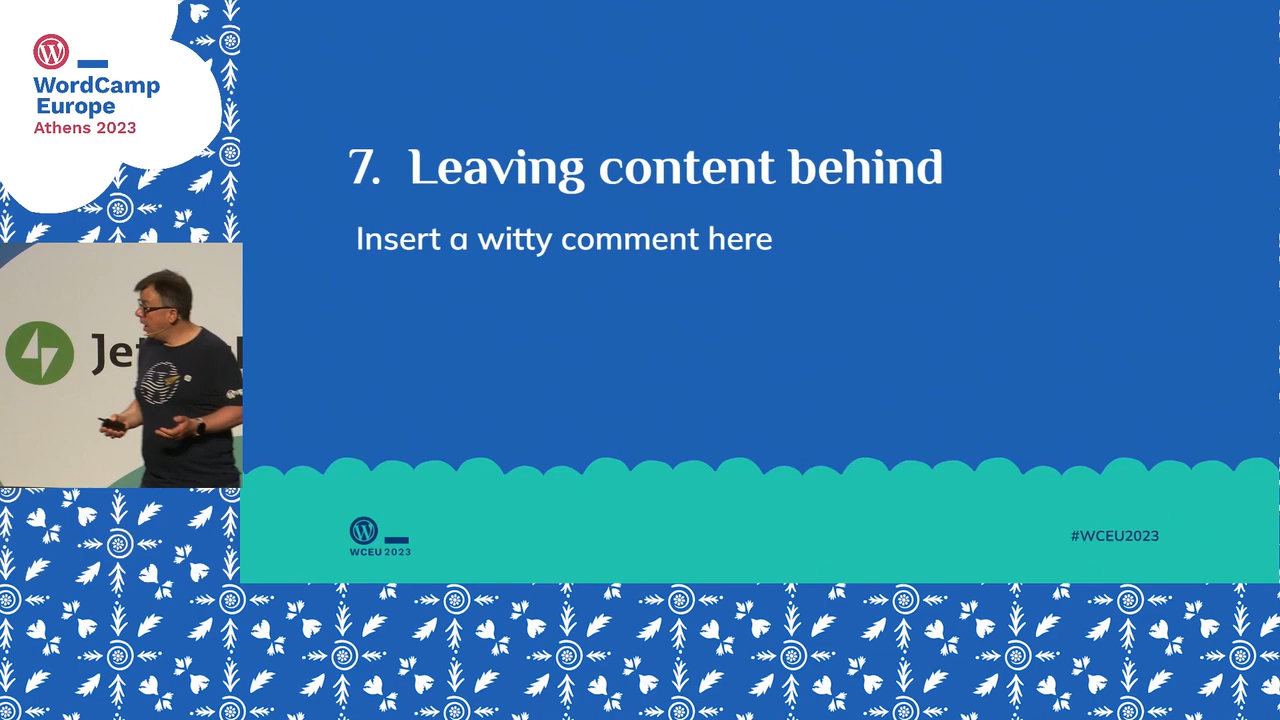 WordCamp
Europe
Athens 2023
7. Leaving content behind
Insert a witty comment here
WCEU 2023
#WCEU2023